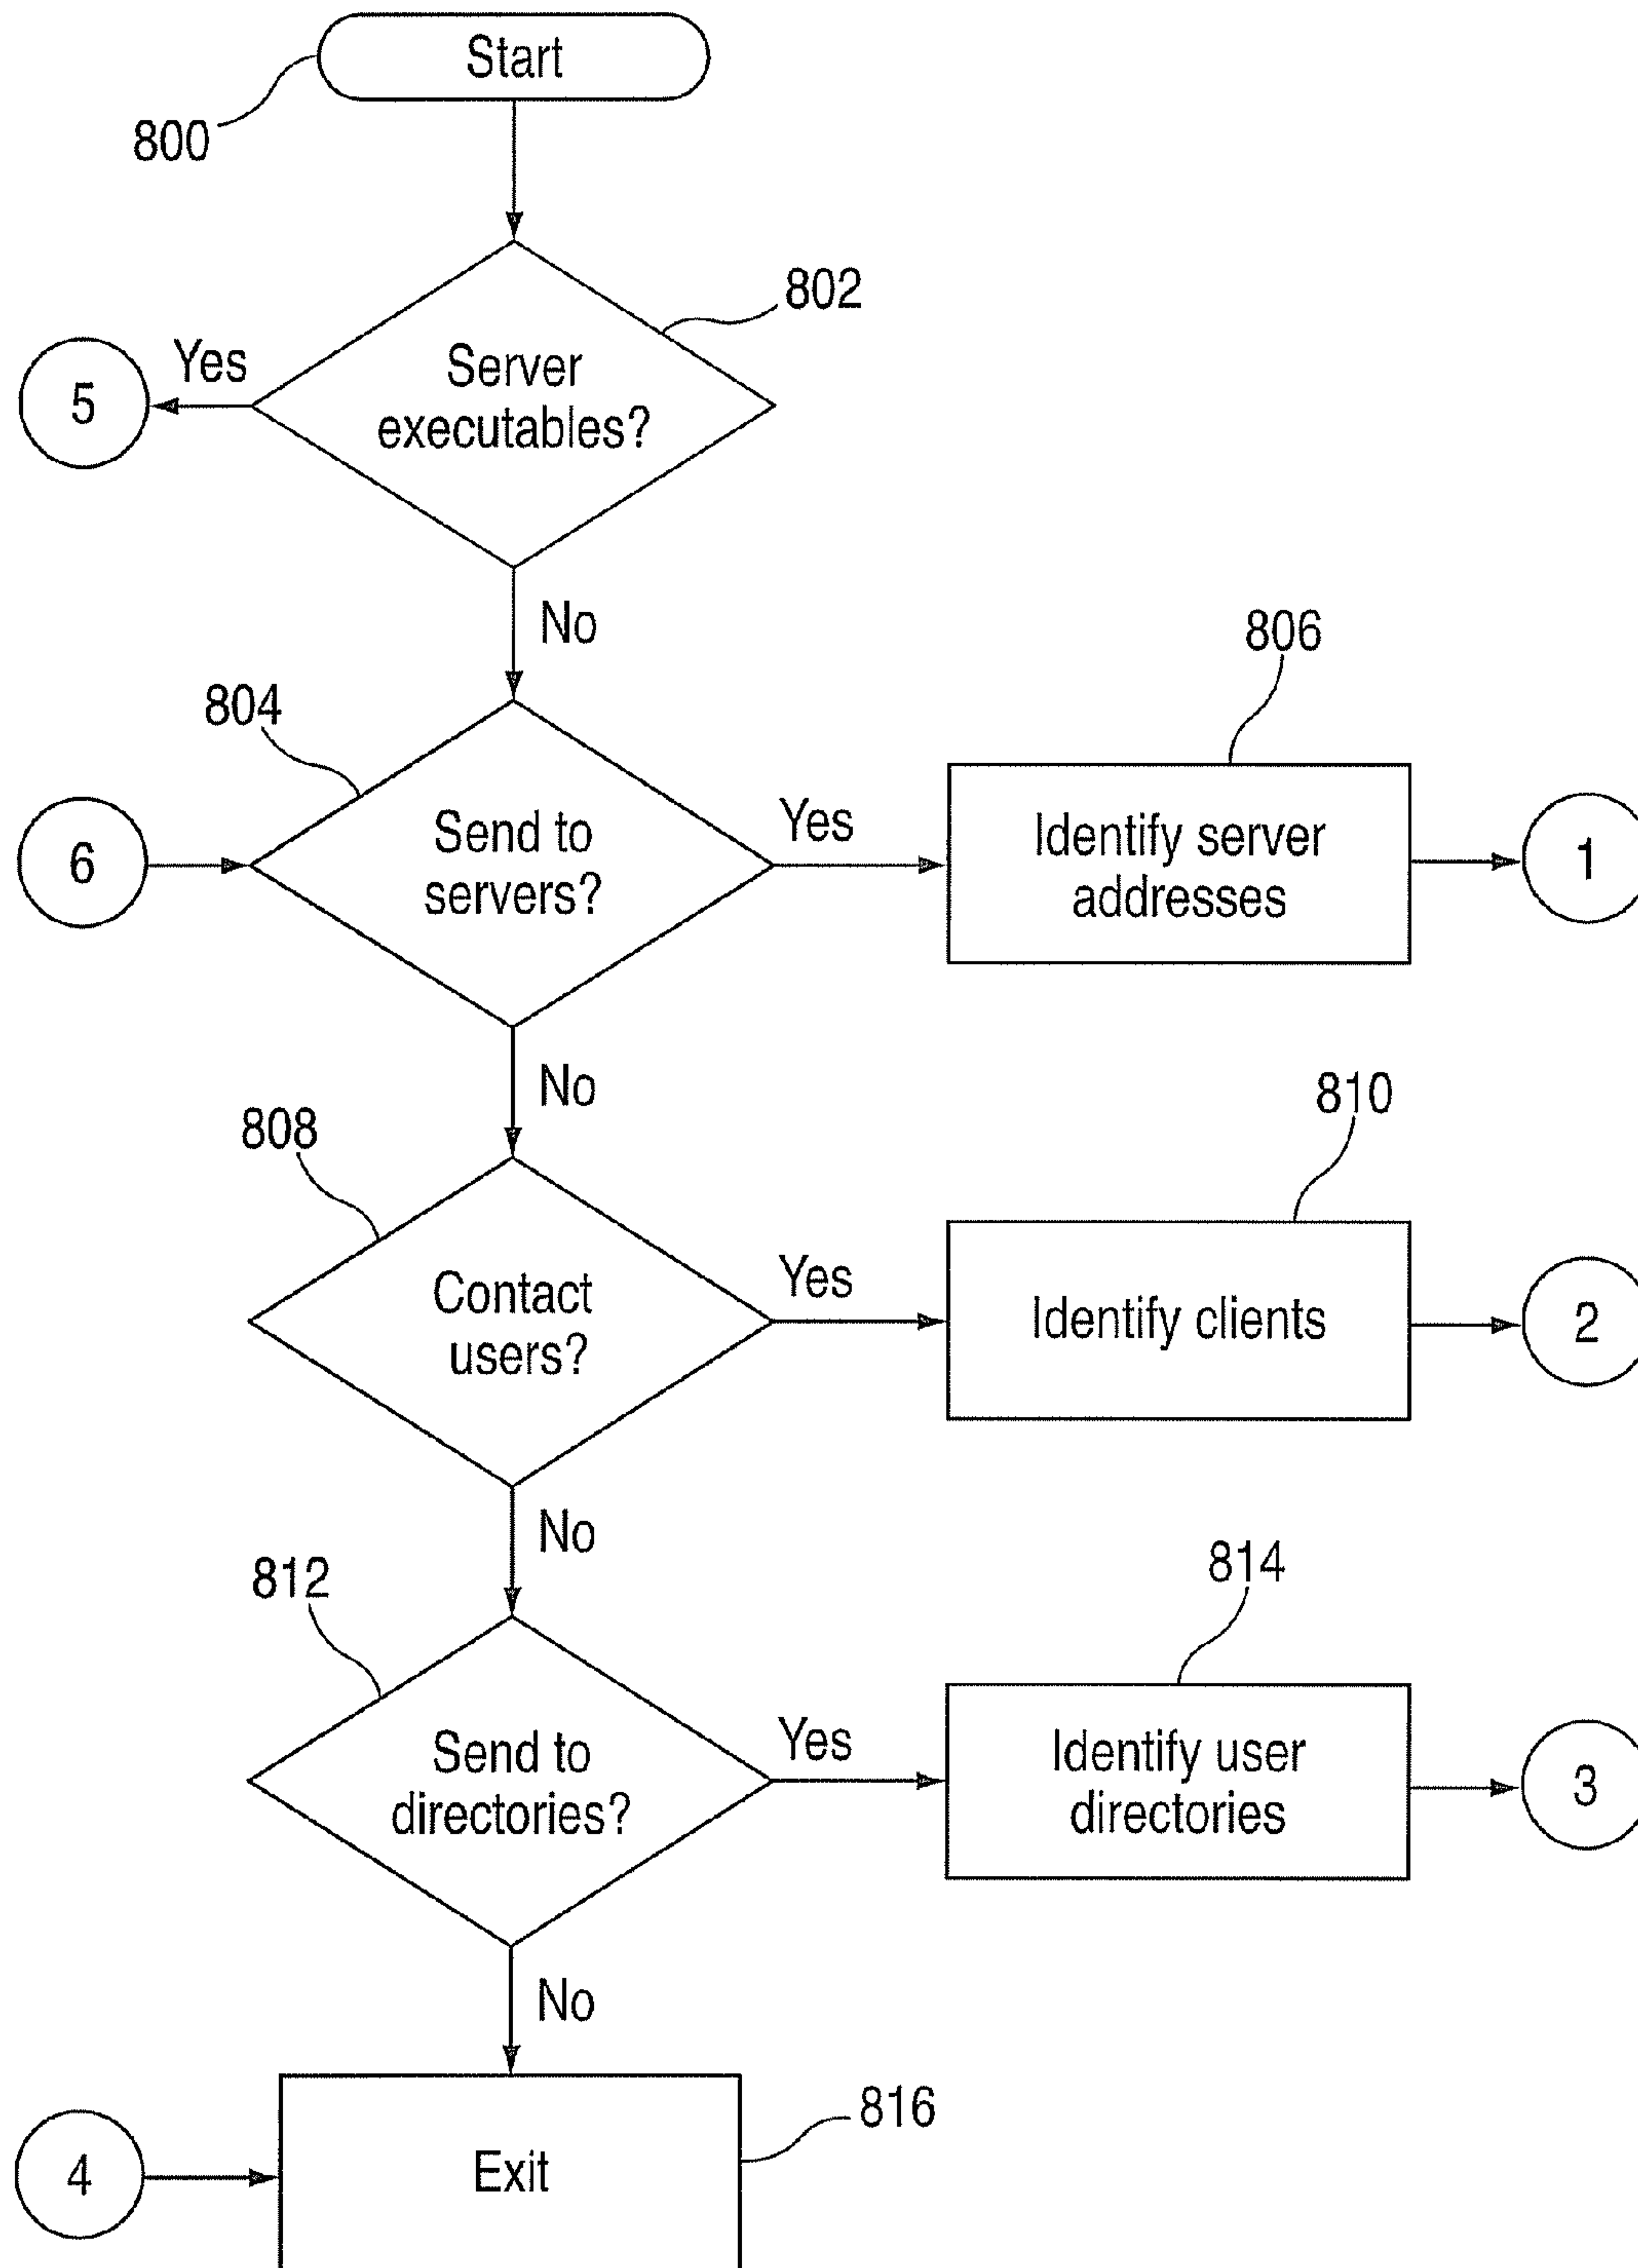 Start
800
802
Server
executables?
Yes
5
No
804
806
6
Send to
servers?
Yes
Identify server
addresses
1
No
808
810
Contact
users?
Yes
Identify clients
2
No
812
814
Send to
directories?
Yes
Identify user
directories
3
No
816
4
Exit